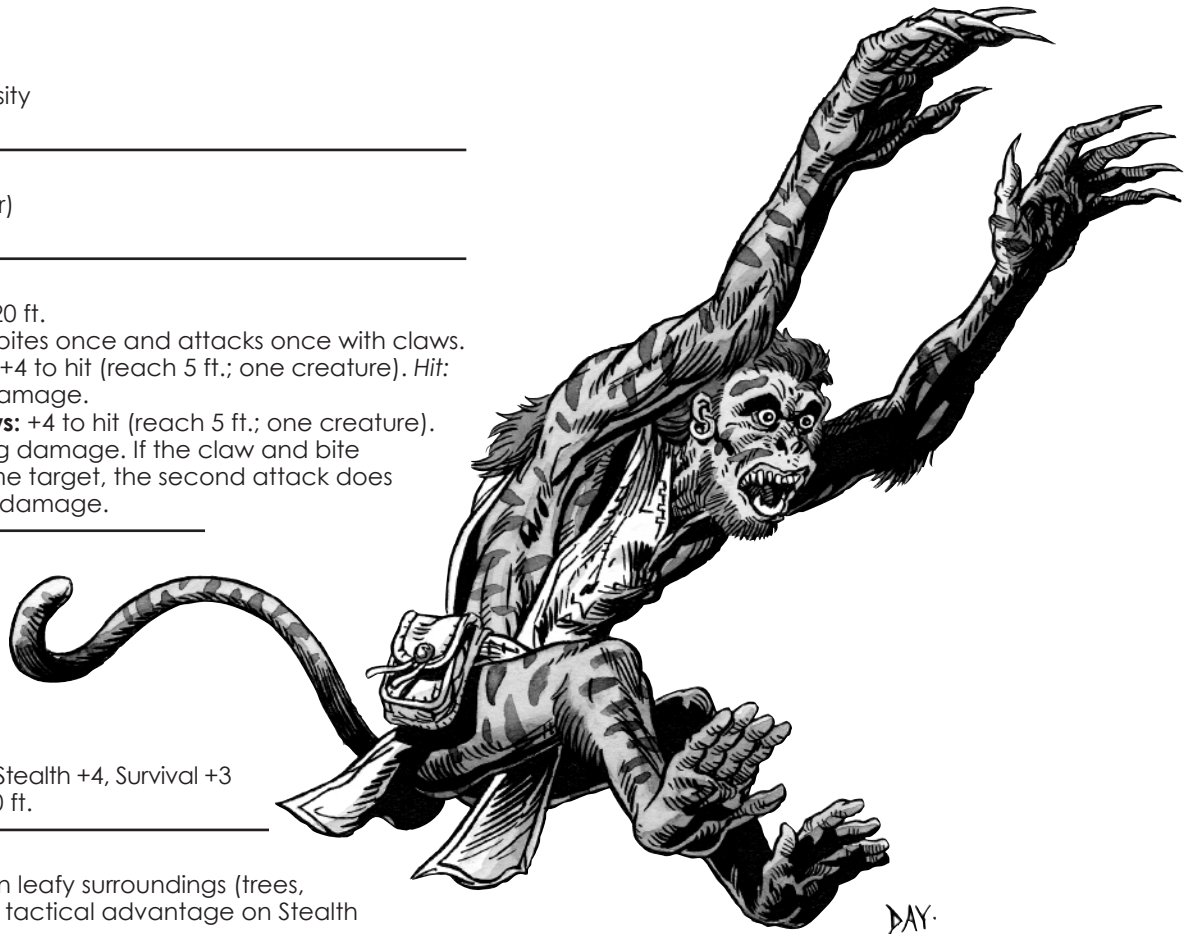 sity
r)
20 ft.
bites once and attacks once with claws.
+4 to hit (reach 5 ft.; one creature). Hit:
amage.
ws: +4 to hit (reach 5 ft.; one creature).
g damage. If the claw and bite
me target, the second attack does
damage.
Stealth +4, Survival +3
0 ft.
n leafy surroundings (trees,
tactical advantage on Stealth
DAY.